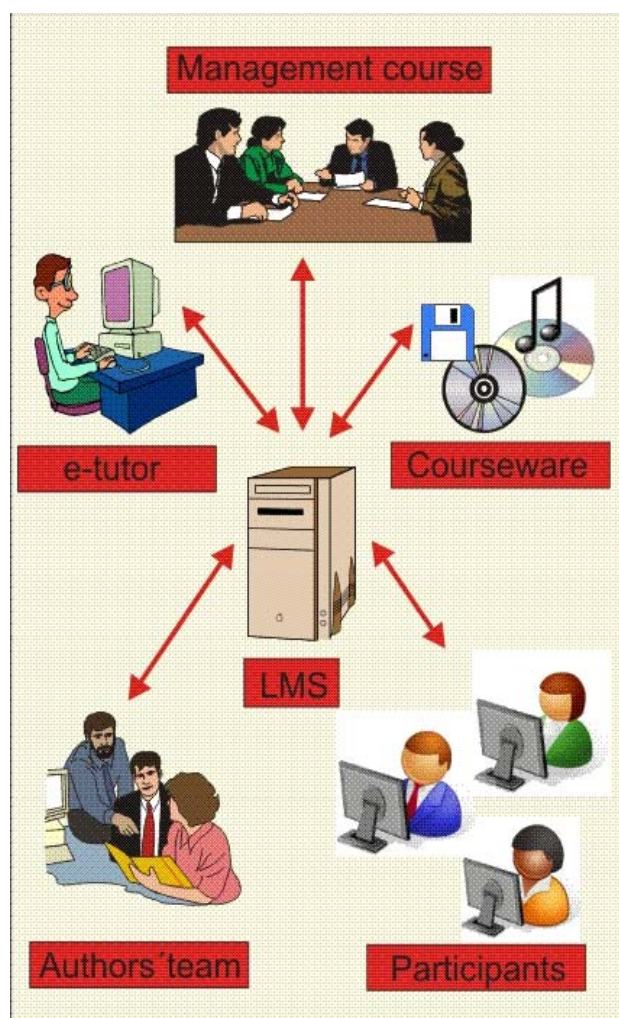 Management course
e-tutor
Courseware
LMS
Authors´team
Participants